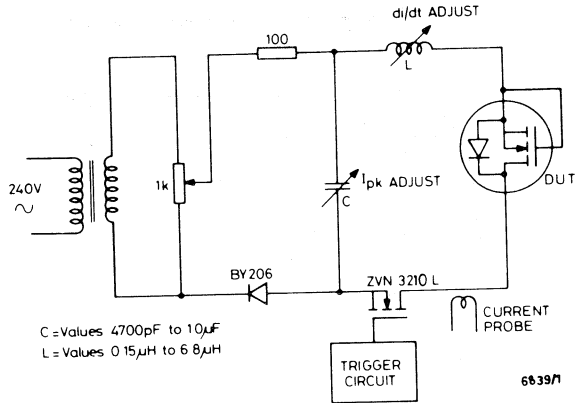 di/dt ADJUST
100
L
240V
1k
Ipk ADJUST
C
DUT
BY206
ZVN 3210 L
CURRENT
PROBE
C = Values 4700pF to 10µF
L = Values 0 15µH to 6 8µH
TRIGGER
CIRCUIT
6839/1